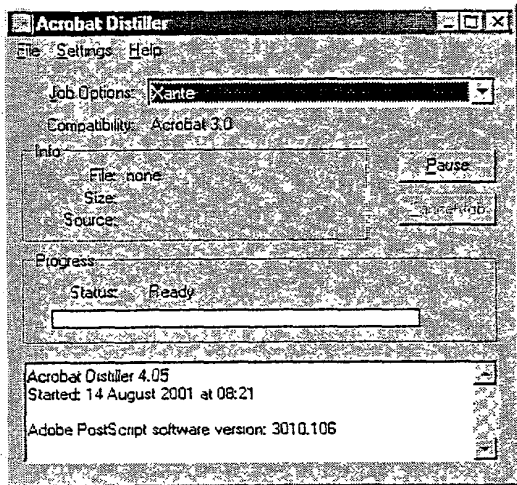 Acrobat Distiller
File Settings Help
Job Options: Xante
Compatibility: Acrobat 3.0
Info
File: none
Pause
Size:
Source:
Cancel Job
Progress
Status: Ready
Acrobat Distiller 4.05
Started: 14 August 2001 at 08:21
Adobe PostScript software version: 3010.106